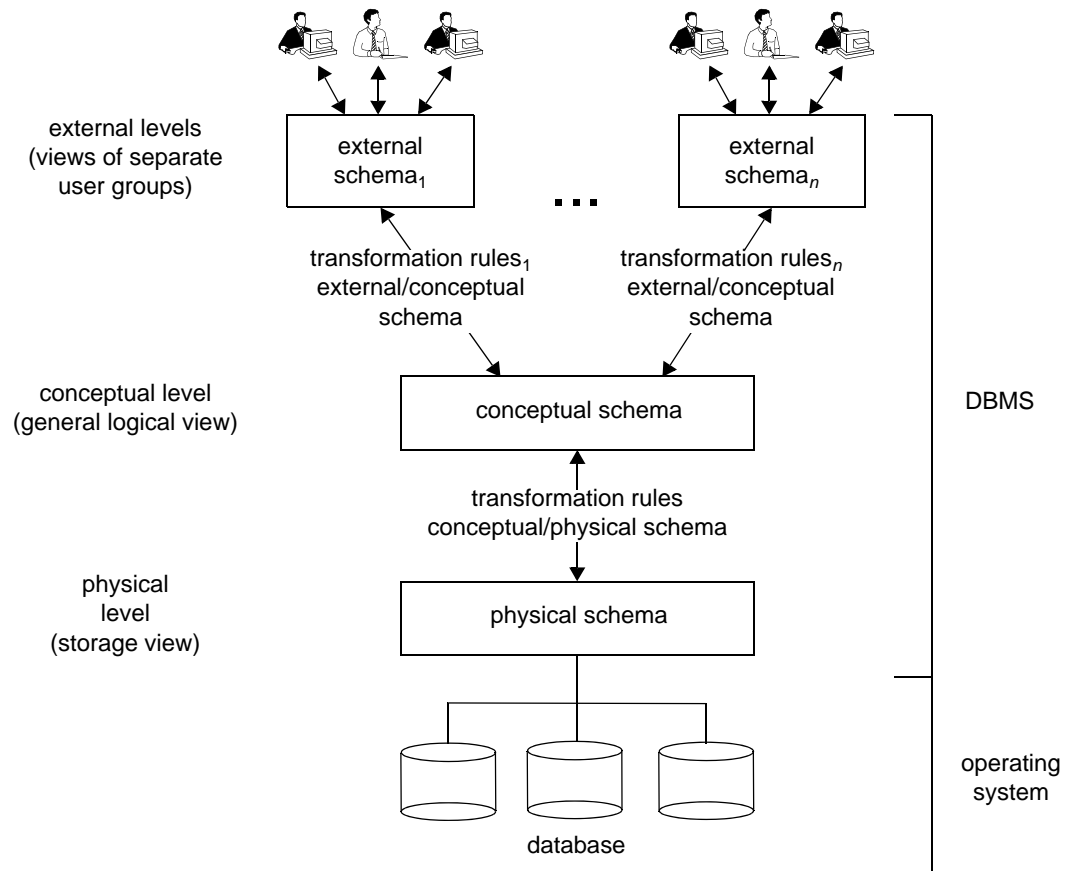 external levels
(views of separate
user groups)
external
schema1
...
external
scheman
transformation rules1
external/conceptual
schema
transformation rulesn
external/conceptual
schema
conceptual level
(general logical view)
conceptual schema
DBMS
transformation rules
conceptual/physical schema
physical
level
(storage view)
physical schema
operating
system
database